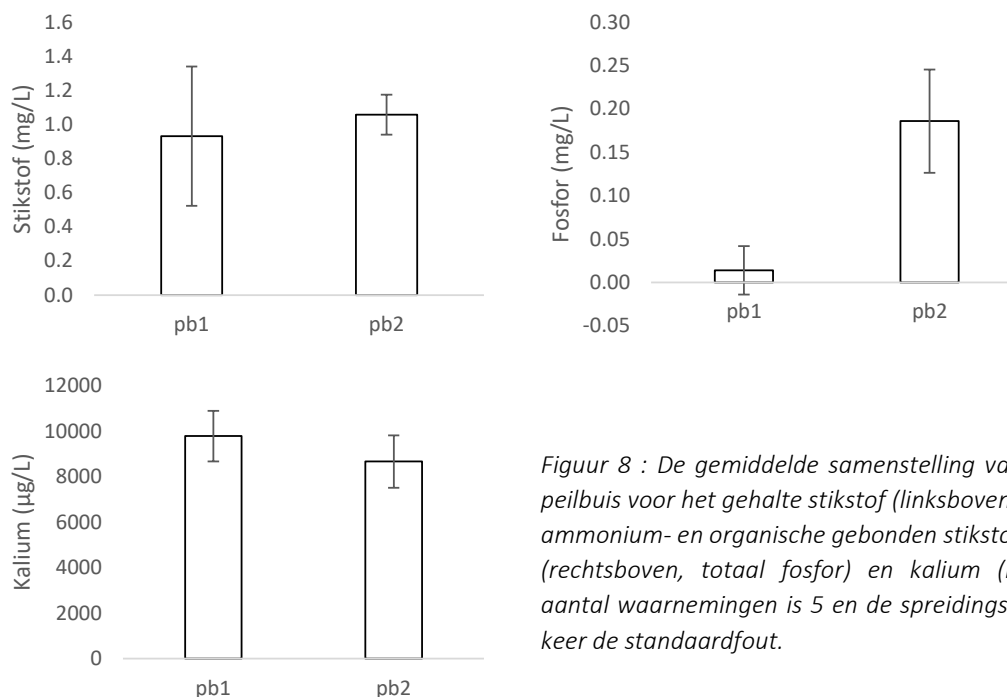 1.6
1.4
1.2
1.0
0.8
0.6
0.4
0.2
0.0
Stikstof (mg/L)
pb1 pb2
0.30
0.25
0.20
0.15
0.10
0.05
0.00
-0.05
Fosfor (mg/L)
pb1 pb2
12000
10000
8000
6000
4000
2000
0
Kalium (µg/L)
pb1 pb2
Figuur 8 : De gemiddelde samenstelling
peilbuis voor het gehalte stikstof (linksboven
ammonium- en organische gebonden
(rechtsboven, totaal fosfor) en kalium
aantal waarnemingen is 5 en de
keer de standaardfout.